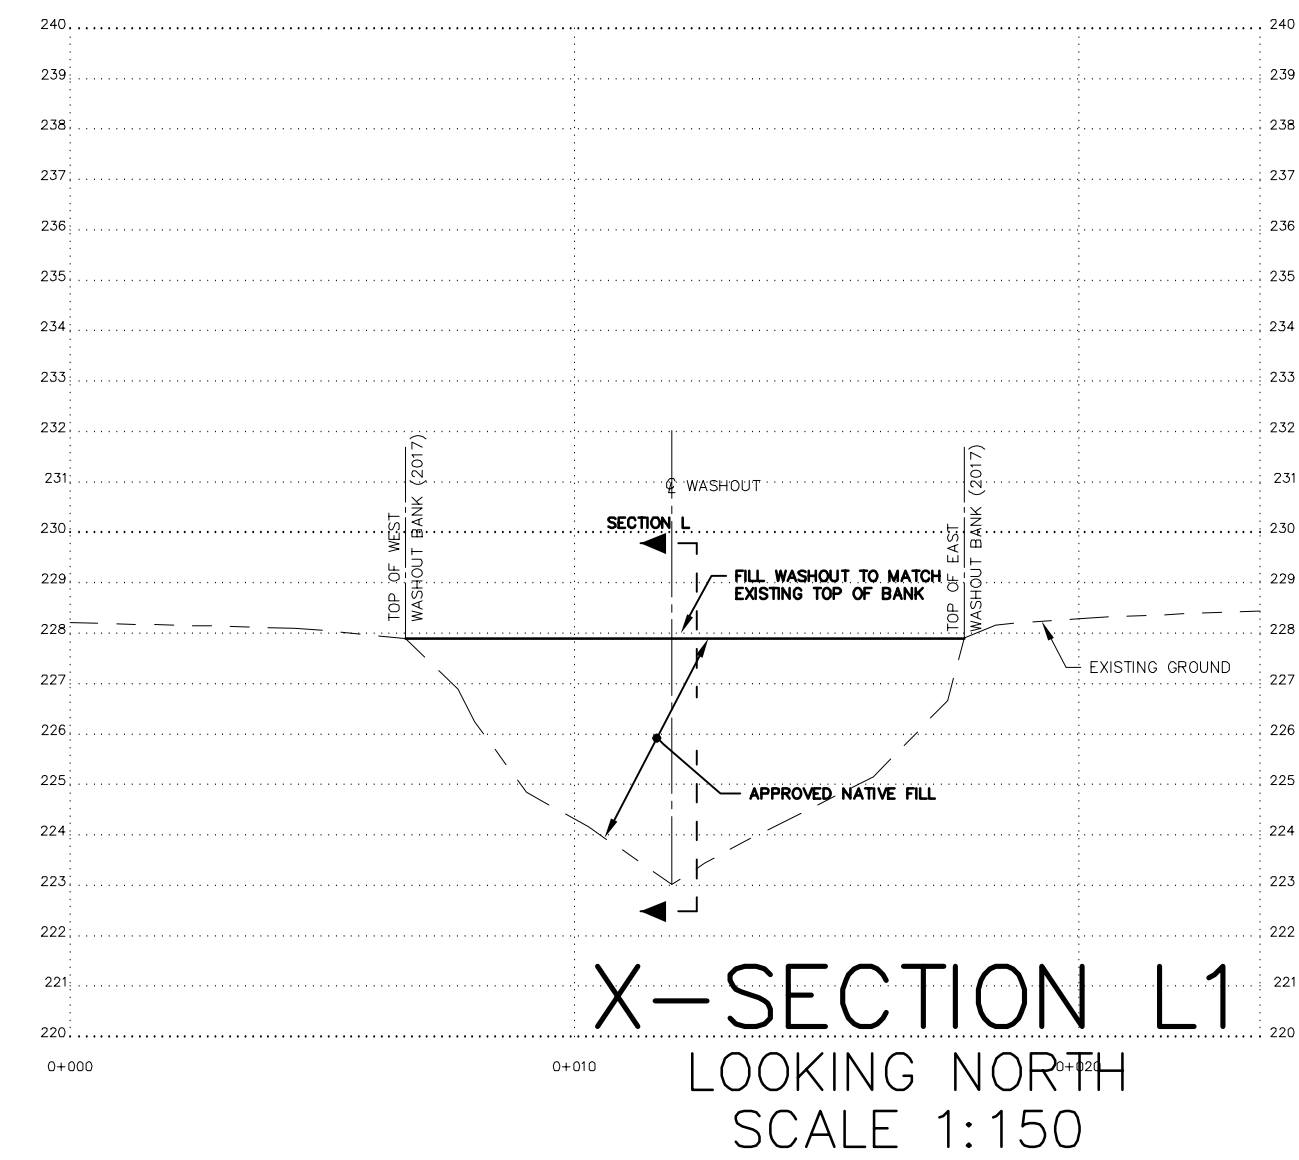 240 240
239 239
238 238
237 237
236 236
235 235
234 234
233 233
232 232
231 231
230 230
229 229
228 228
227 227
226 226
225 225
224 224
223 223
222 222
221 221
220 220
TOP OF WEST
WASHOUT BANK (2017)
℄ WASHOUT
SECTION L
FILL WASHOUT TO MATCH
EXISTING TOP OF BANK
TOP OF EAST
WASHOUT BANK (2017)
EXISTING GROUND
APPROVED NATIVE FILL
X-SECTION L1
0+000 0+010 0+020
LOOKING NORTH
SCALE 1:150